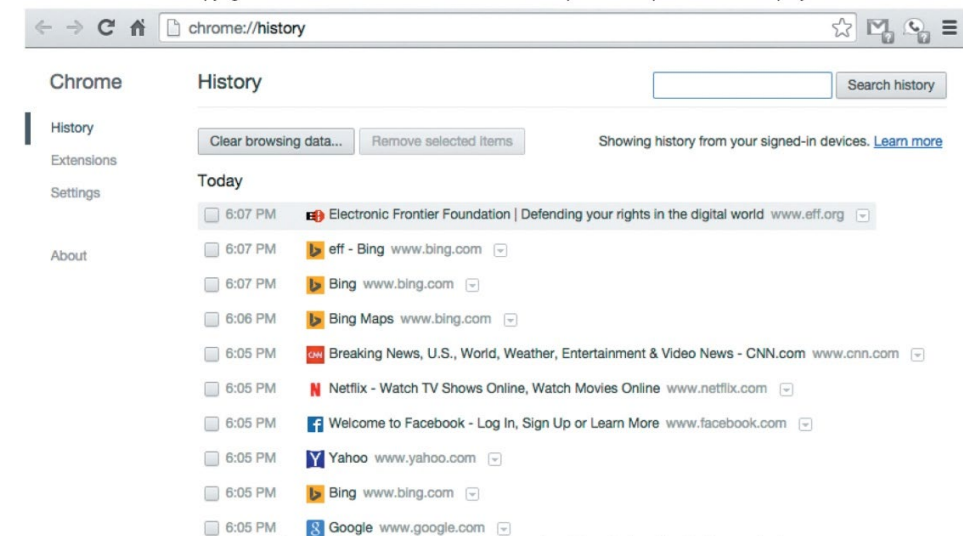 chrome://history
Chrome
History
Search history
History
Extensions
Settings
About
Clear browsing data...
Remove selected items
Showing history from your signed-in devices. Learn more
Today
6:07 PM Electronic Frontier Foundation | Defending your rights in the digital world www.eff.org
6:07 PM eff - Bing www.bing.com
6:07 PM Bing www.bing.com
6:06 PM Bing Maps www.bing.com
6:05 PM CNN Breaking News, U.S., World, Weather, Entertainment & Video News - CNN.com www.cnn.com
6:05 PM N Netflix - Watch TV Shows Online, Watch Movies Online www.netflix.com
6:05 PM f Welcome to Facebook - Log In, Sign Up or Learn More www.facebook.com
6:05 PM Y Yahoo www.yahoo.com
6:05 PM Bing www.bing.com
6:05 PM 8 Google www.google.com